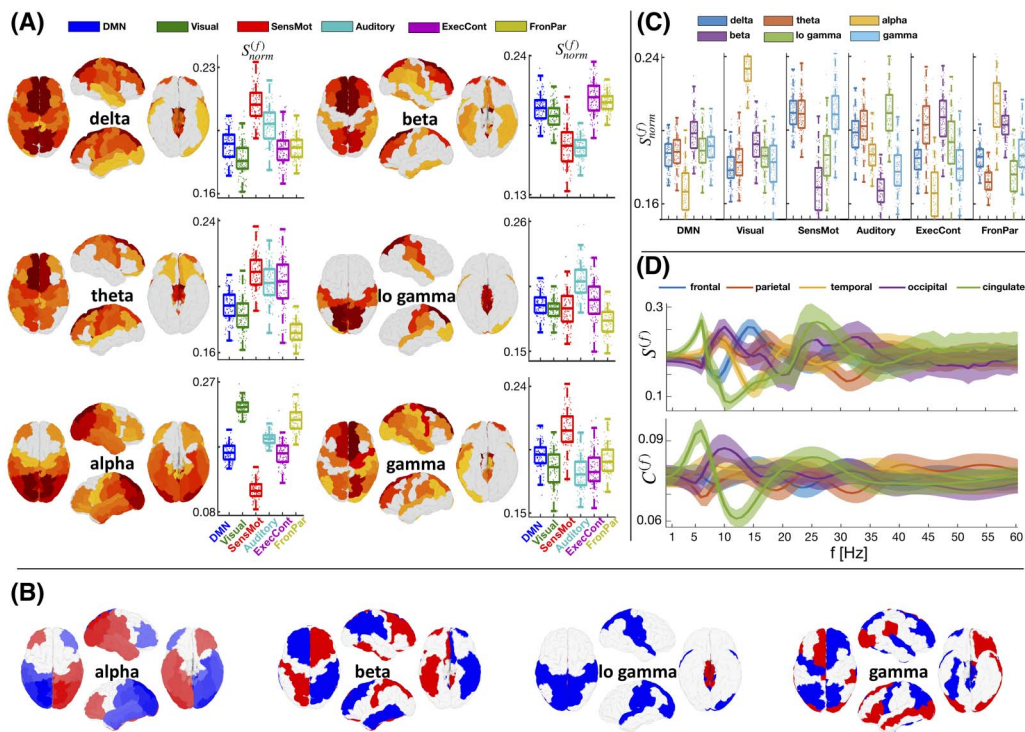 (A)
DMN Visual SensMot Auditory ExecCont FronPar
S(f)norm
S(f)norm
0.23
0.16
delta
0.24
0.13
beta
0.24
0.16
theta
0.26
0.15
lo gamma
0.27
0.08
alpha
0.24
0.15
gamma
DMN
Visual
SensMot
Auditory
ExecCont
FronPar
DMN
Visual
SensMot
Auditory
ExecCont
FronPar
(C)
delta theta alpha
beta lo gamma gamma
0.24
S(f)norm
0.16
DMN Visual SensMot Auditory ExecCont FronPar
(D)
frontal parietal temporal occipital cingulate
0.3
S(f)
0.1
0.09
C(f)
0.06
1 5 10 15 20 25 30 35 40 45 50 55 60
f [Hz]
(B)
alpha
beta
lo gamma
gamma